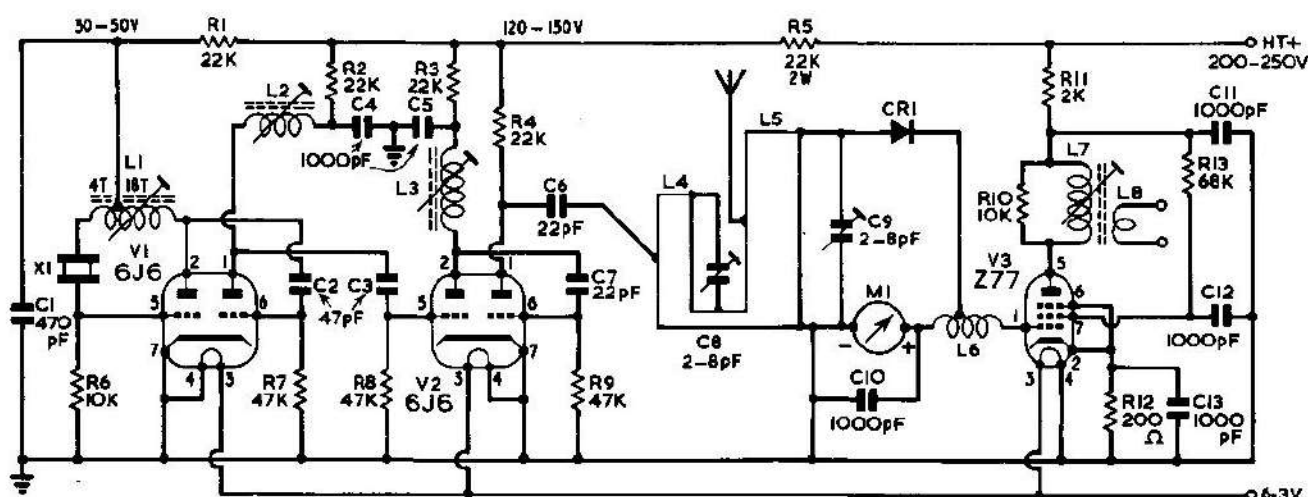 30-50V
R1
22K
120-150V
R5
22K
2W
HT+
200-250V
R2
22K
R3
22K
R4
22K
R11
2K
C11
1000pF
L2
C4
C5
1000pF
L5
CR1
L1
4T 18T
L3
C6
22pF
L4
C9
2-8pF
R10
10K
L7
L8
R13
68K
X1
V1
6J6
2
1
5
6
7
4
3
C2
C3
47pF
2
1
5
6
7
3
4
C7
22pF
C8
2-8pF
M1
-
+
L6
V3
Z77
5
6
7
1
2
3
4
C12
1000pF
C1
470
pF
R6
10K
R7
47K
R8
47K
V2
6J6
R9
47K
C10
1000pF
R12
200
Ω
C13
1000
pF
6·3V